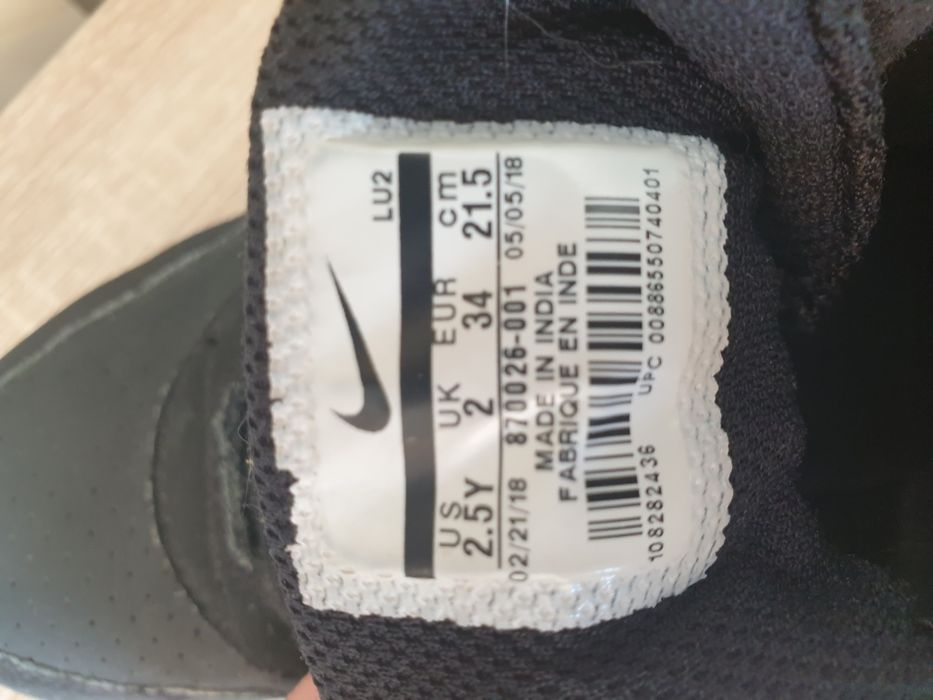 LU2
US UK EUR cm
2.5Y 2 34 21.5
02/21/18 870026-001 05/05/18
MADE IN INDIA
FABRIQUE EN INDE
108282436 UPC 00886550740401